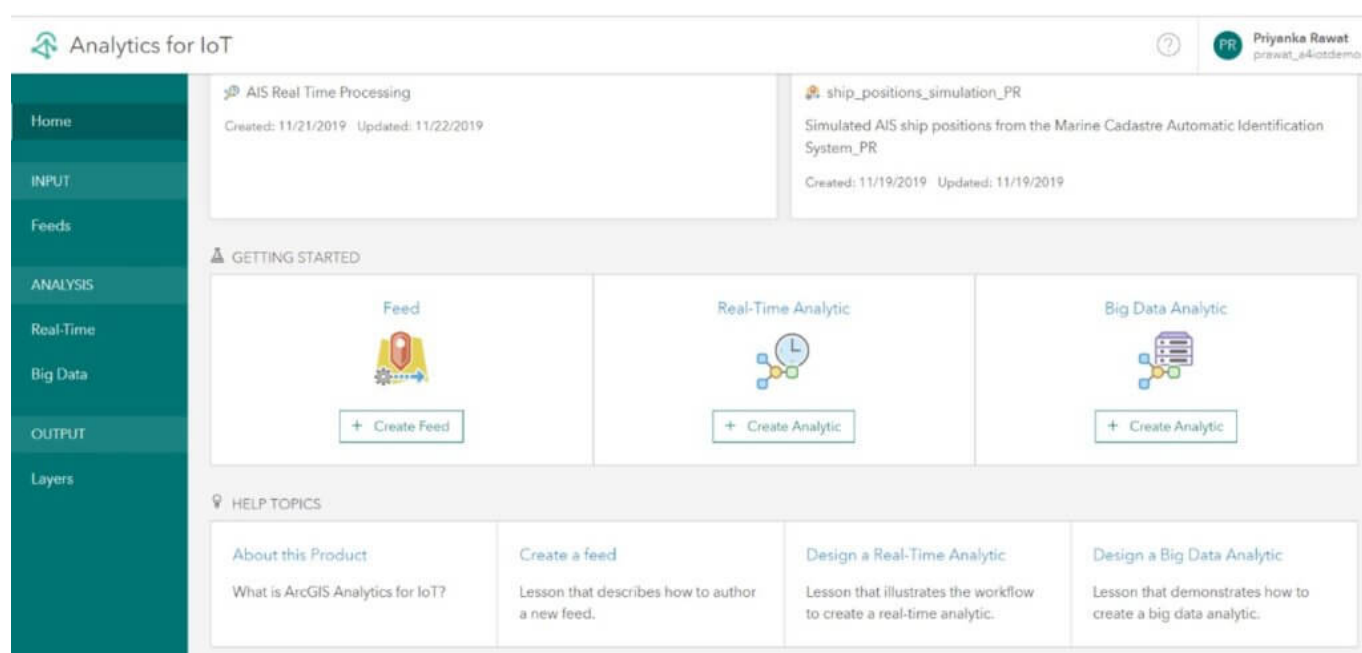 Analytics for IoT
?
PR
Priyanka Rawat
prawat_a4iotdemo
Home
INPUT
Feeds
ANALYSIS
Real-Time
Big Data
OUTPUT
Layers
AIS Real Time Processing
Created: 11/21/2019 Updated: 11/22/2019
ship_positions_simulation_PR
Simulated AIS ship positions from the Marine Cadastre Automatic Identification
System_PR
Created: 11/19/2019 Updated: 11/19/2019
GETTING STARTED
Feed
+ Create Feed
Real-Time Analytic
+ Create Analytic
Big Data Analytic
+ Create Analytic
HELP TOPICS
About this Product
What is ArcGIS Analytics for IoT?
Create a feed
Lesson that describes how to author
a new feed.
Design a Real-Time Analytic
Lesson that illustrates the workflow
to create a real-time analytic.
Design a Big Data Analytic
Lesson that demonstrates how to
create a big data analytic.